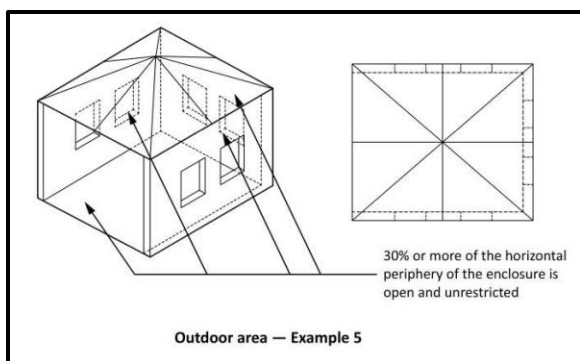 30% or more of the horizontal
periphery of the enclosure is
open and unrestricted
Outdoor area — Example 5